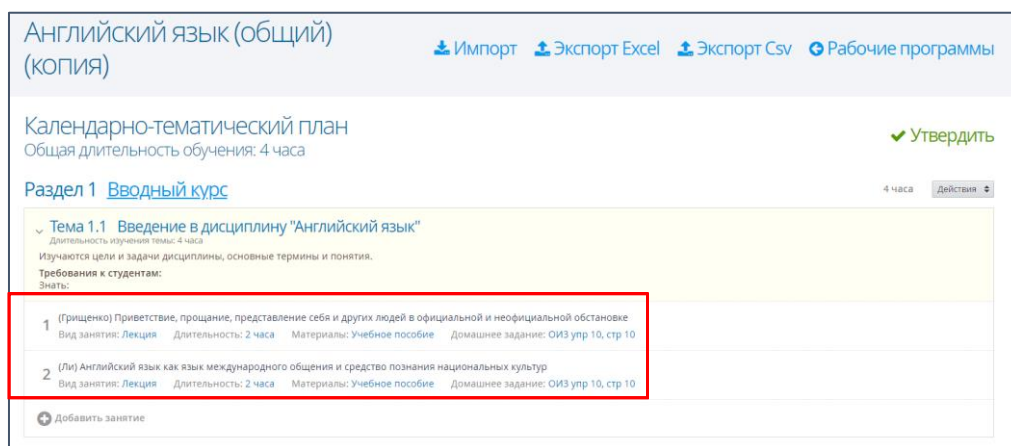 Английский язык (общий)
(копия)
Импорт Экспорт Excel Экспорт Csv Рабочие программы
Календарно-тематический план
Общая длительность обучения: 4 часа
Утвердить
Раздел 1 Вводный курс
4 часа Действия
Тема 1.1 Введение в дисциплину "Английский язык"
Длительность изучения темы: 4 часа
Изучаются цели и задачи дисциплины, основные термины и понятия.
Требования к студентам:
Знать:
1 (Грищенко) Приветствие, прощание, представление себя и других людей в официальной и неофициальной обстановке
Вид занятия: Лекция Длительность: 2 часа Материалы: Учебное пособие Домашнее задание: ОИ3 упр 10, стр 10
2 (Ли) Английский язык как язык международного общения и средство познания национальных культур
Вид занятия: Лекция Длительность: 2 часа Материалы: Учебное пособие Домашнее задание: ОИ3 упр 10, стр 10
Добавить занятие